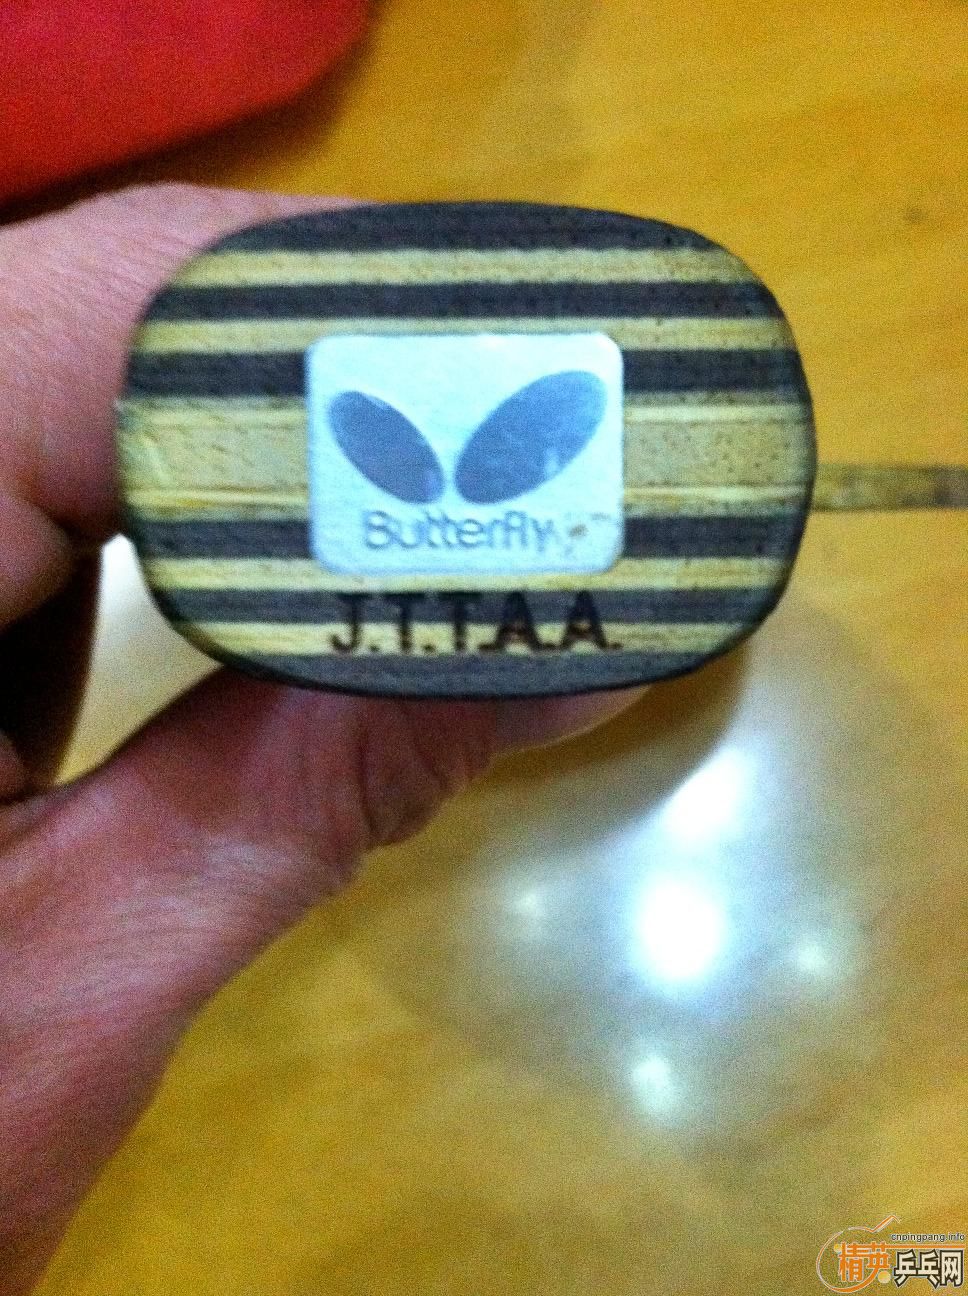 Butterfly
J.T.T.A.A.
cnpingpang.info
精英乒乓网